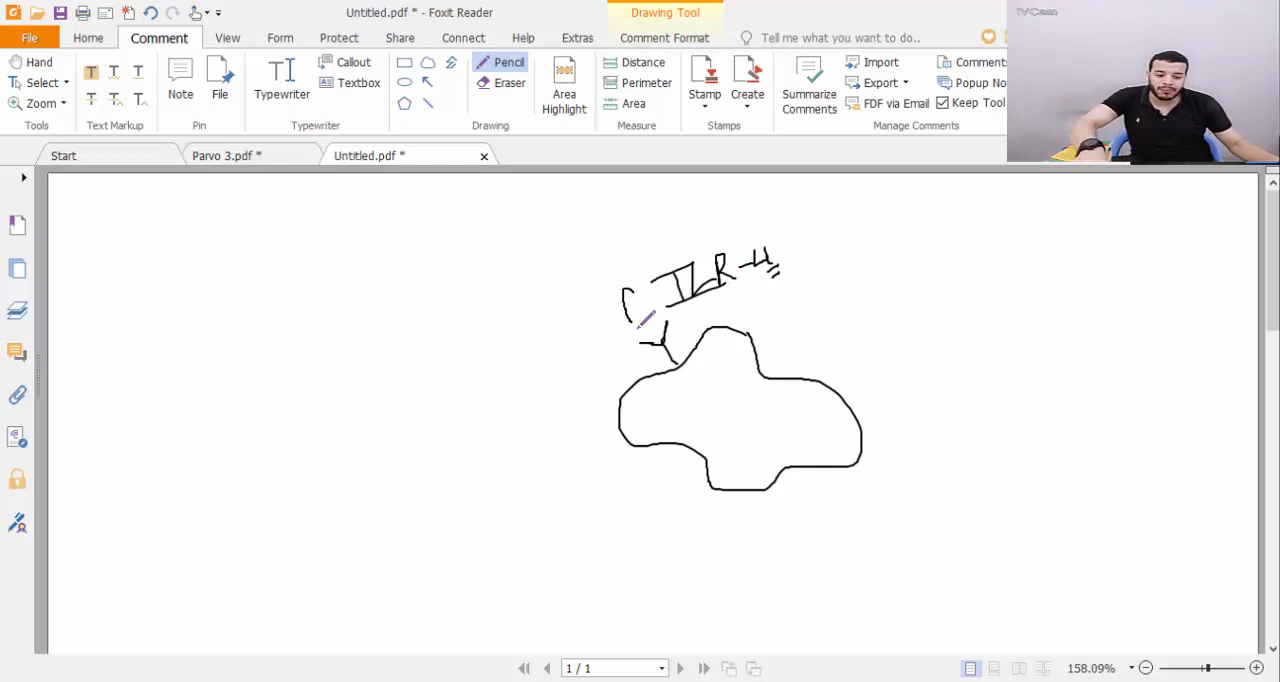 Untitled.pdf * - Foxit Reader
Drawing Tool
TVCam
File
Home
Comment
View
Form
Protect
Share
Connect
Help
Extras
Comment Format
Tell me what you want to do..
Hand
Select
Zoom
Tools
Text Markup
Note
File
Pin
Typewriter
Callout
Textbox
Typewriter
Pencil
Eraser
Drawing
Area
Highlight
Distance
Perimeter
Area
Measure
Stamp
Create
Stamps
Summarize
Comments
Import
Export
FDF via Email
Comment
Popup No
Keep Tool
Manage Comments
Start
Parvo 3.pdf *
Untitled.pdf *
TLR-4
1 / 1
158.09%